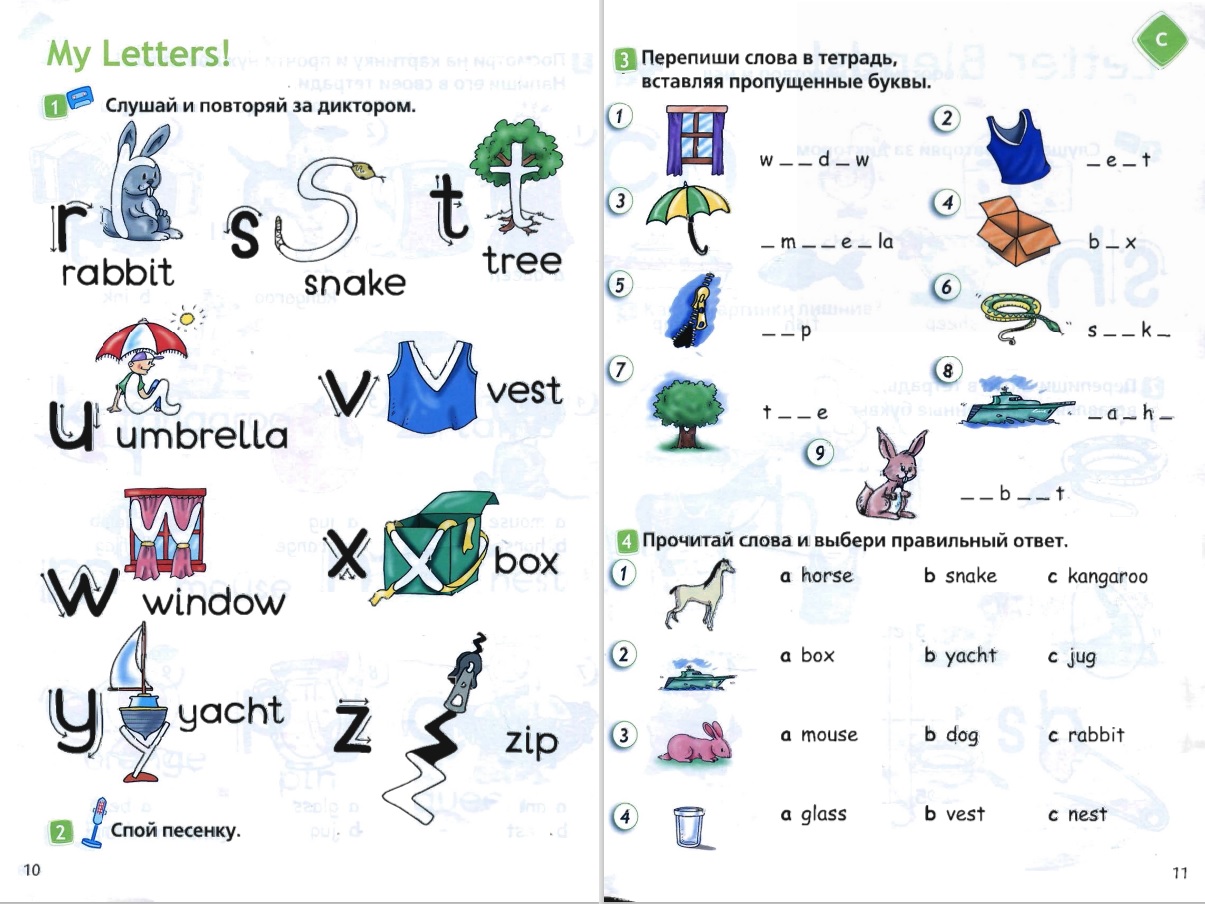 My Letters!
1 Слушай и повторяй за диктором.
r
rabbit
s
snake
t
tree
u umbrella
v vest
w window
x box
y yacht
z zip
2 Спой песенку.
10
C
3 Перепиши слова в тетрадь,
вставляя пропущенные буквы.
1 w _ _ d _ w
2 _ e _ t
3 _ m _ _ e _ la
4 b _ x
5 _ _ p
6 s _ _ k _
7 t _ _ e
8 _ a _ h _
9 _ _ b _ _ t
4 Прочитай слова и выбери правильный ответ.
1 a horse b snake c kangaroo
2 a box b yacht c jug
3 a mouse b dog c rabbit
4 a glass b vest c nest
11